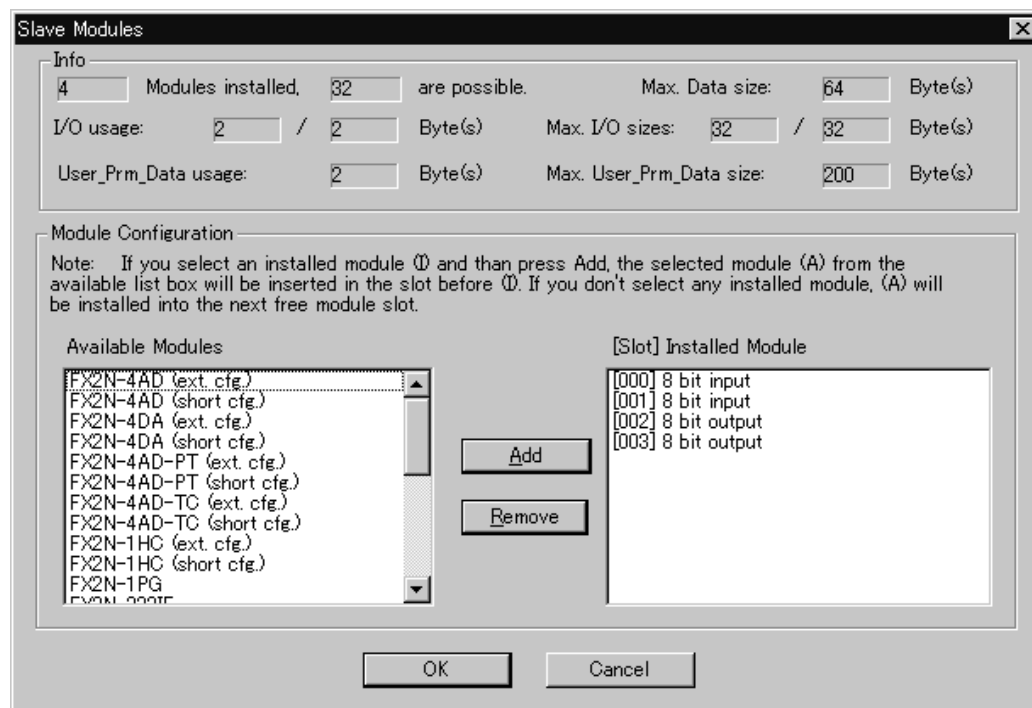 Slave Modules
Info
4 Modules installed, 32 are possible. Max. Data size: 64 Byte(s)
I/O usage: 2 / 2 Byte(s) Max. I/O sizes: 32 / 32 Byte(s)
User_Prm_Data usage: 2 Byte(s) Max. User_Prm_Data size: 200 Byte(s)
Module Configuration
Note: If you select an installed module (I) and than press Add, the selected module (A) from the
available list box will be inserted in the slot before (I). If you don't select any installed module, (A) will
be installed into the next free module slot.
Available Modules
FX2N-4AD (ext. cfg.)
FX2N-4AD (short cfg.)
FX2N-4DA (ext. cfg.)
FX2N-4DA (short cfg.)
FX2N-4AD-PT (ext. cfg.)
FX2N-4AD-PT (short cfg.)
FX2N-4AD-TC (ext. cfg.)
FX2N-4AD-TC (short cfg.)
FX2N-1HC (ext. cfg.)
FX2N-1HC (short cfg.)
FX2N-1PG
Add
Remove
[Slot] Installed Module
[000] 8 bit input
[001] 8 bit input
[002] 8 bit output
[003] 8 bit output
OK
Cancel